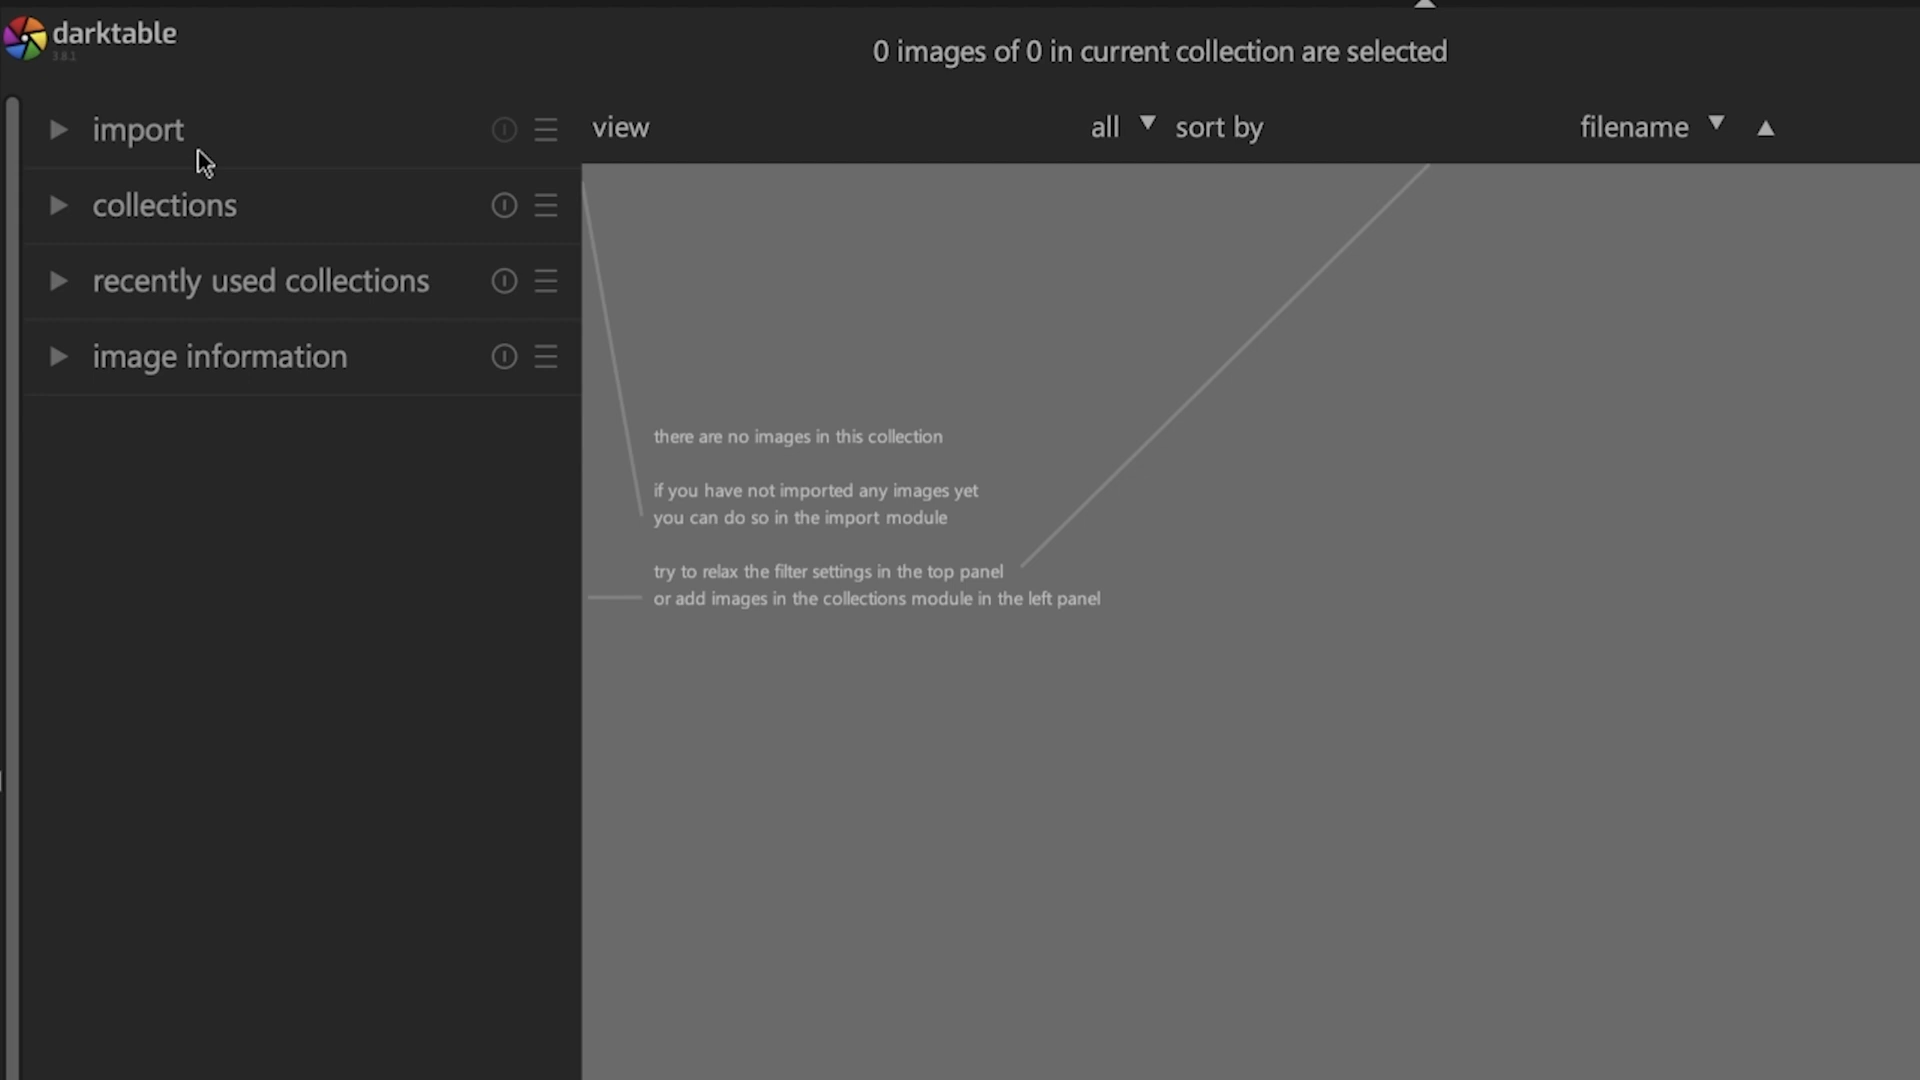 darktable
3.8.1
0 images of 0 in current collection are selected
import
view
all
sort by
filename
collections
recently used collections
image information
there are no images in this collection
if you have not imported any images yet
you can do so in the import module
try to relax the filter settings in the top panel
or add images in the collections module in the left panel